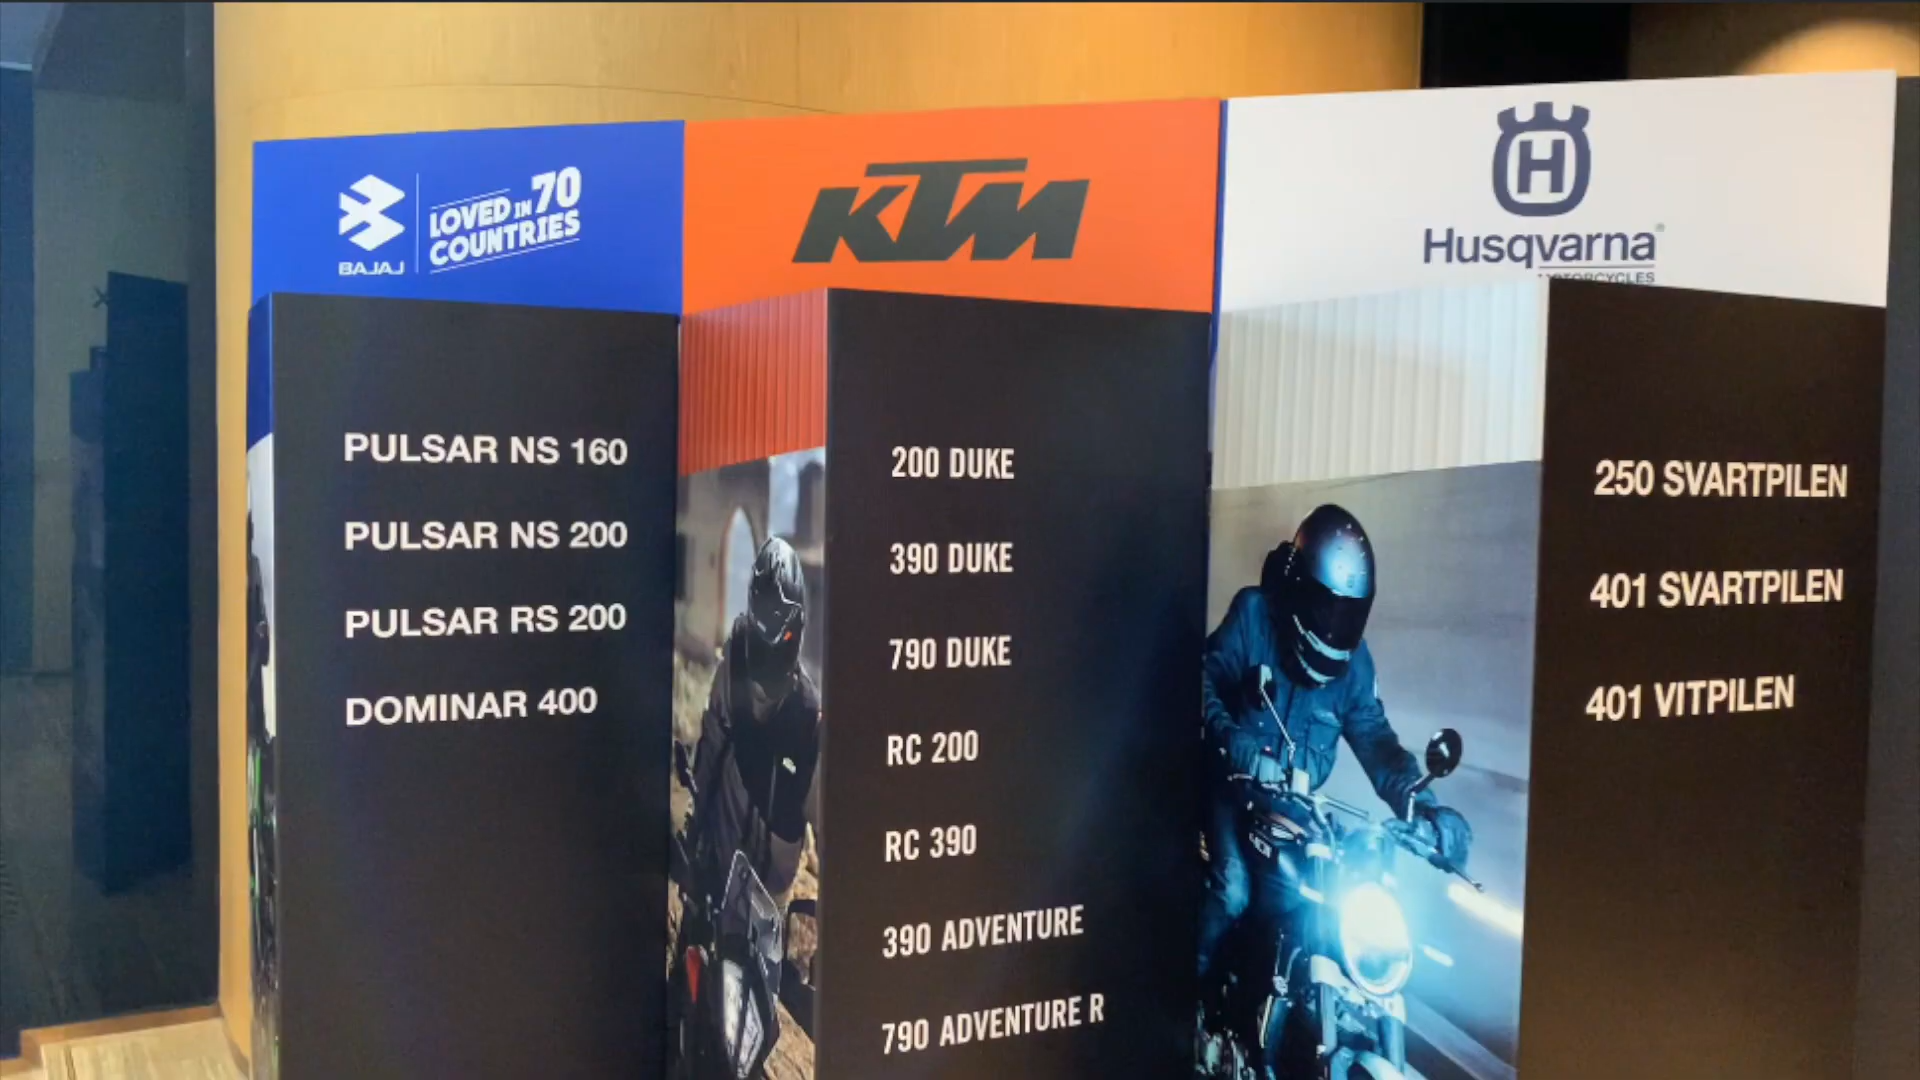 BAJAJ
LOVED IN 70
COUNTRIES
PULSAR NS 160
PULSAR NS 200
PULSAR RS 200
DOMINAR 400
KTM
200 DUKE
390 DUKE
790 DUKE
RC 200
RC 390
390 ADVENTURE
790 ADVENTURE R
H
Husqvarna®
MOTORCYCLES
250 SVARTPILEN
401 SVARTPILEN
401 VITPILEN